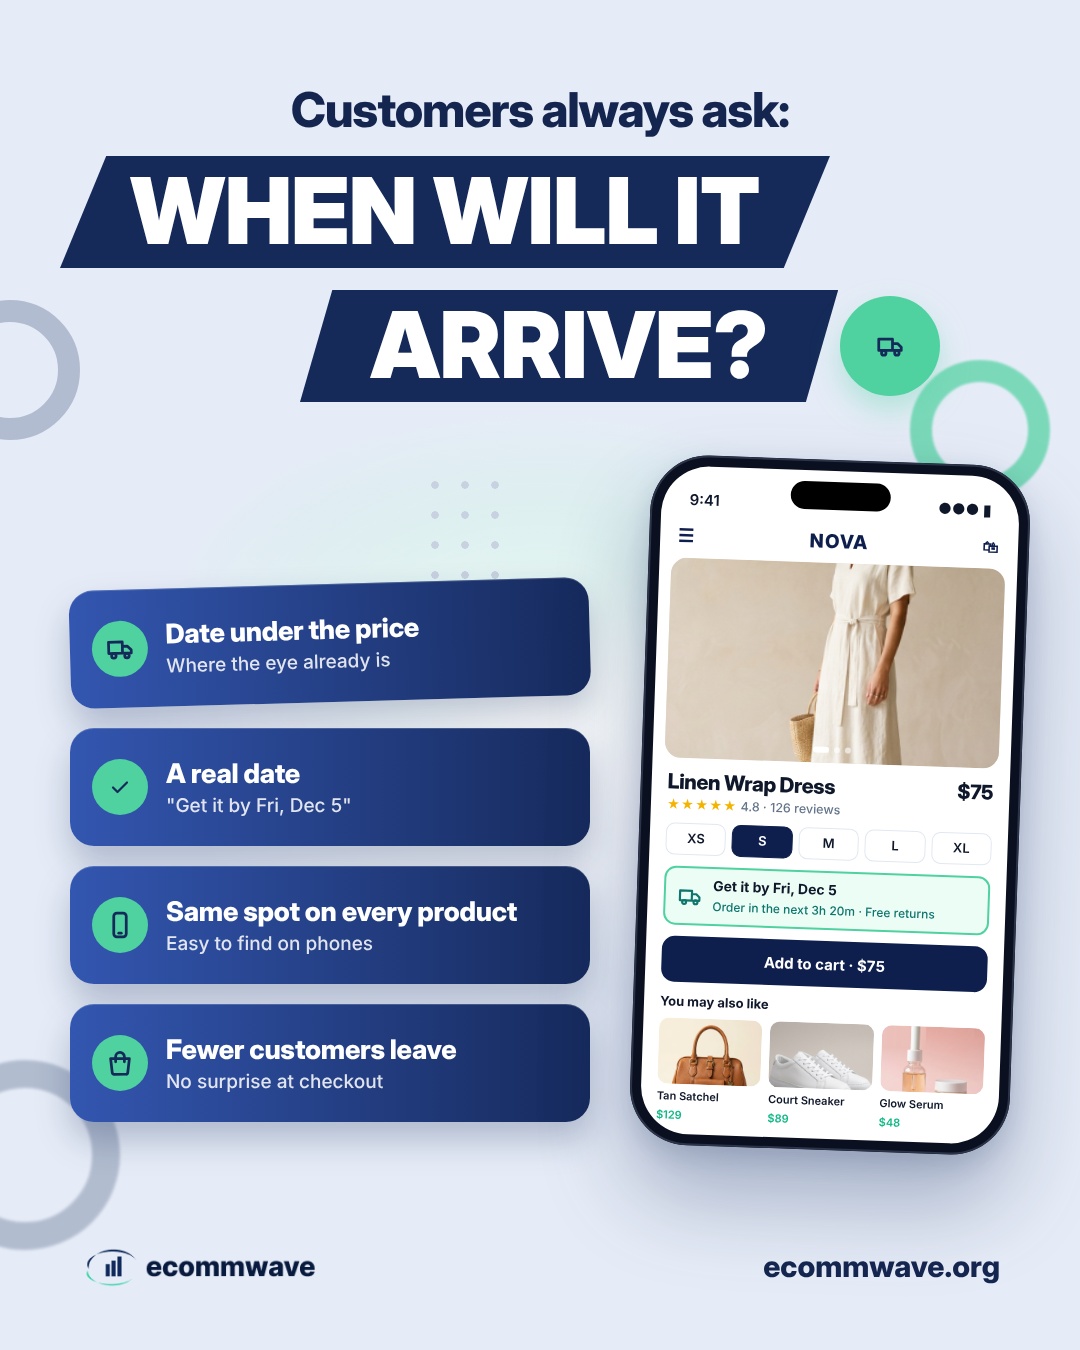 Customers always ask:
WHEN WILL IT
ARRIVE?
Date under the price
Where the eye already is
A real date
"Get it by Fri, Dec 5"
Same spot on every product
Easy to find on phones
Fewer customers leave
No surprise at checkout
9:41
NOVA
Linen Wrap Dress
$75
★★★★★ 4.8 · 126 reviews
XS S M L XL
Get it by Fri, Dec 5
Order in the next 3h 20m · Free returns
Add to cart · $75
You may also like
Tan Satchel
$129
Court Sneaker
$89
Glow Serum
$48
ecommwave
ecommwave.org